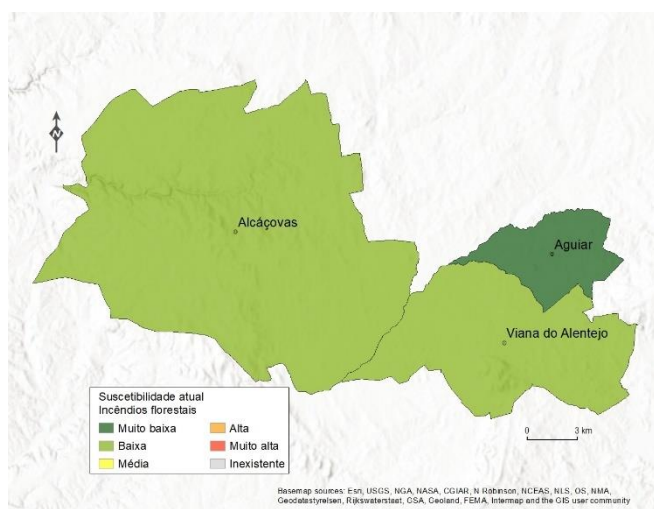 N
Alcáçovas
Aguiar
Viana do Alentejo
Suscetibilidade atual
Incêndios florestais
Muito baixa
Alta
Baixa
Muito alta
Média
Inexistente
0 3 km
Basemap sources: Esri, USGS, NGA, NASA, CGIAR, N Robinson, NCEAS, NLS, OS, NMA,
Geodatastyrelsen, Rijkswaterstaat, GSA, Geoland, FEMA, Intermap and the GIS user community